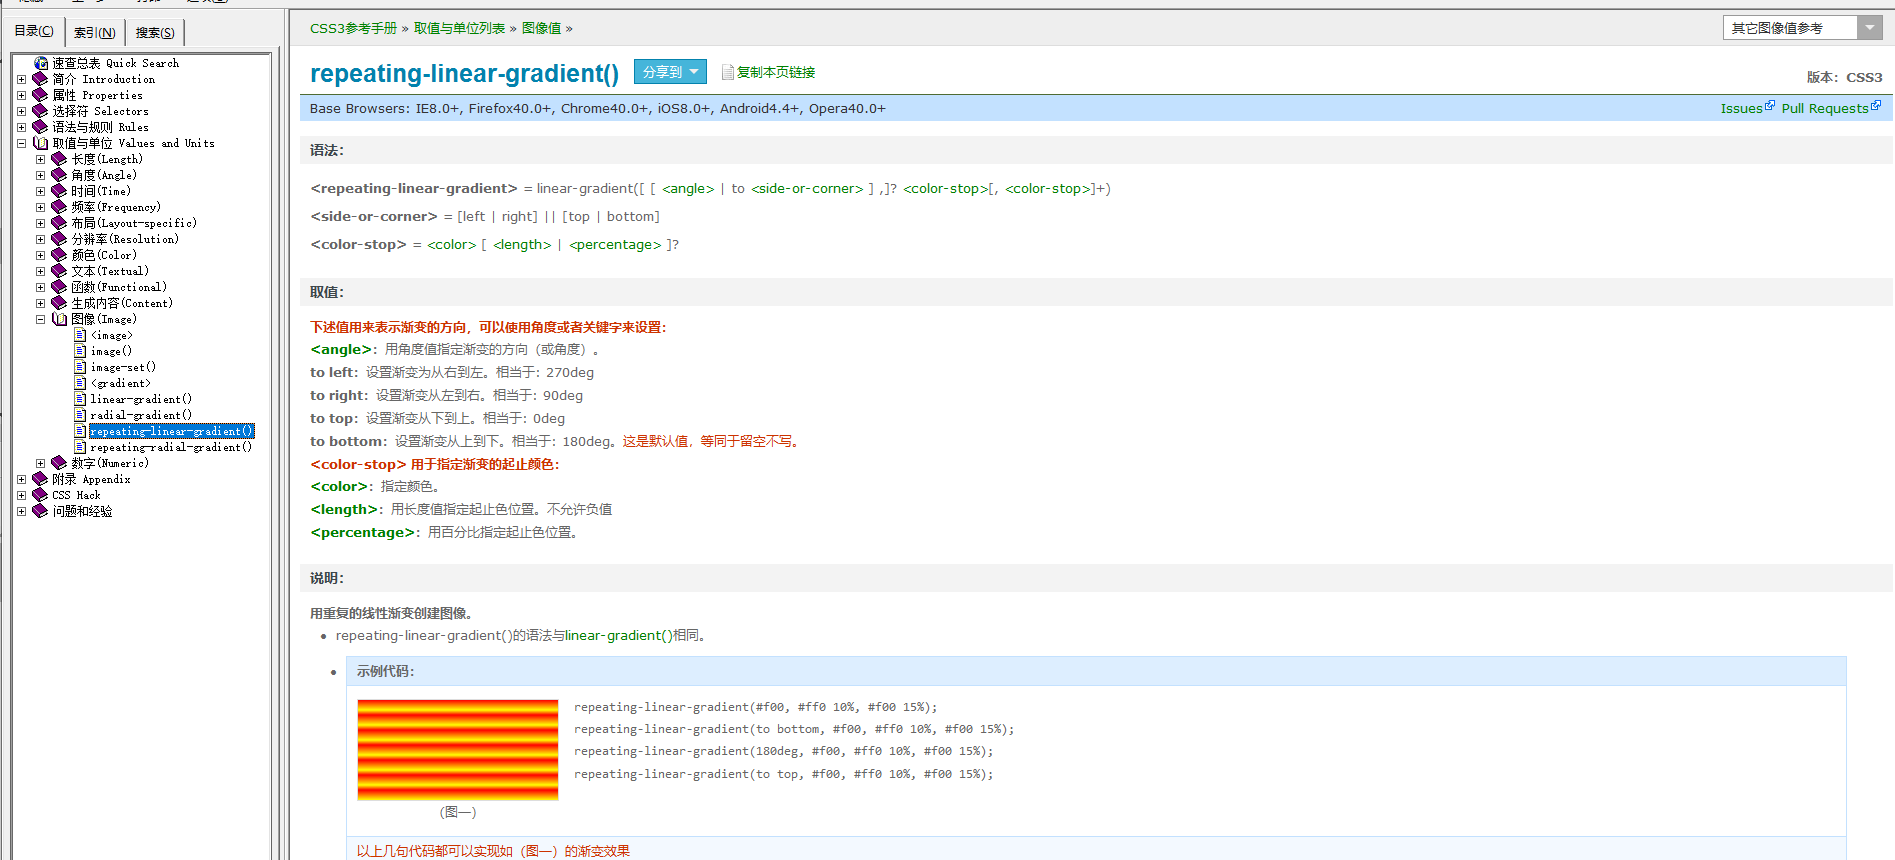 目录(C)
索引(N)
搜索(S)
速查总表 Quick Search
简介 Introduction
属性 Properties
选择符 Selectors
语法与规则 Rules
取值与单位 Values and Units
长度(Length)
角度(Angle)
时间(Time)
频率(Frequency)
布局(Layout-specific)
分辨率(Resolution)
颜色(Color)
文本(Textual)
函数(Functional)
生成内容(Content)
图像(Image)
<image>
image()
image-set()
<gradient>
linear-gradient()
radial-gradient()
repeating-linear-gradient()
repeating-radial-gradient()
数字(Numeric)
附录 Appendix
CSS Hack
问题和经验
CSS3参考手册 » 取值与单位列表 » 图像值 »
其它图像值参考
repeating-linear-gradient()
分享到
复制本页链接
版本：CSS3
Base Browsers: IE8.0+, Firefox40.0+, Chrome40.0+, iOS8.0+, Android4.4+, Opera40.0+
Issues Pull Requests
语法：
<repeating-linear-gradient> = linear-gradient([ [ <angle> | to <side-or-corner> ] ,]? <color-stop>[, <color-stop>]+)
<side-or-corner> = [left | right] || [top | bottom]
<color-stop> = <color> [ <length> | <percentage> ]?
取值：
下述值用来表示渐变的方向，可以使用角度或者关键字来设置：
<angle>：用角度值指定渐变的方向（或角度）。
to left：设置渐变为从右到左。相当于: 270deg
to right：设置渐变从左到右。相当于: 90deg
to top：设置渐变从下到上。相当于: 0deg
to bottom：设置渐变从上到下。相当于: 180deg。这是默认值，等同于留空不写。
<color-stop> 用于指定渐变的起止颜色：
<color>：指定颜色。
<length>：用长度值指定起止色位置。不允许负值
<percentage>：用百分比指定起止色位置。
说明：
用重复的线性渐变创建图像。
repeating-linear-gradient()的语法与linear-gradient()相同。
示例代码：
repeating-linear-gradient(#f00, #ff0 10%, #f00 15%);
repeating-linear-gradient(to bottom, #f00, #ff0 10%, #f00 15%);
repeating-linear-gradient(180deg, #f00, #ff0 10%, #f00 15%);
repeating-linear-gradient(to top, #f00, #ff0 10%, #f00 15%);
(图一)
以上几句代码都可以实现如（图一）的渐变效果